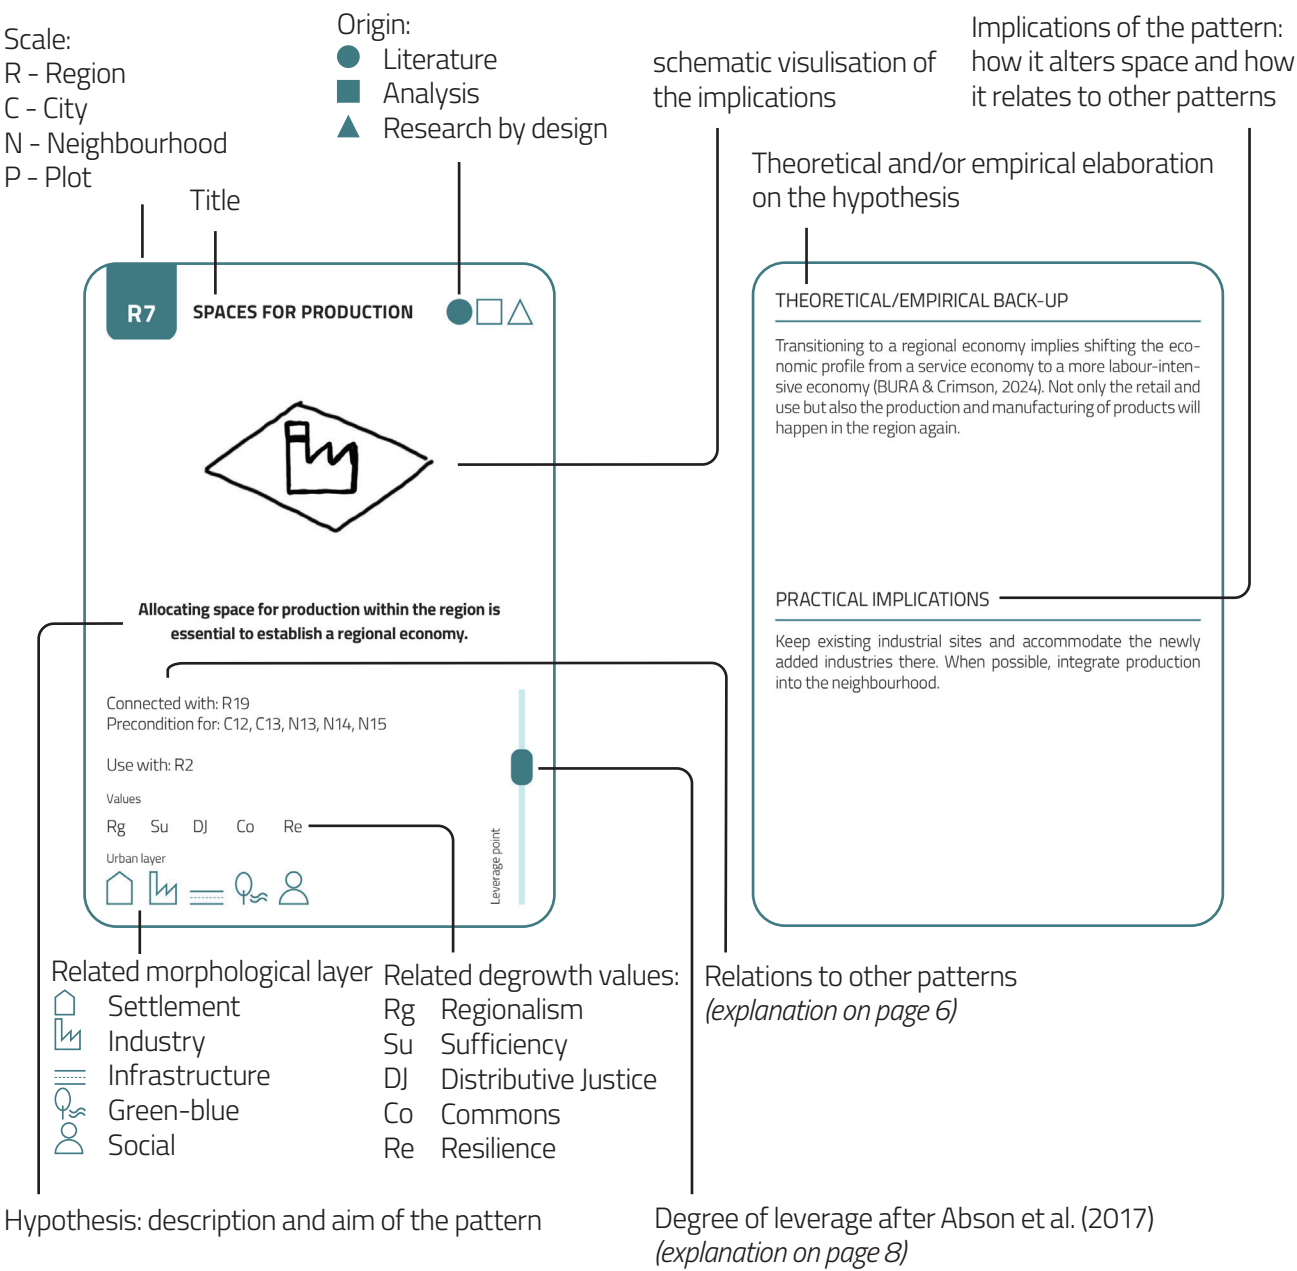 Scale:
R - Region
C - City
N - Neighbourhood
P - Plot
Title
Origin:
Literature
Analysis
Research by design
schematic visulisation of
the implications
Implications of the pattern:
how it alters space and how
it relates to other patterns
Theoretical and/or empirical elaboration
on the hypothesis
R7
SPACES FOR PRODUCTION
Allocating space for production within the region is
essential to establish a regional economy.
Connected with: R19
Precondition for: C12, C13, N13, N14, N15
Use with: R2
Values
Rg Su DJ Co Re
Urban layer
Leverage point
THEORETICAL/EMPIRICAL BACK-UP
Transitioning to a regional economy implies shifting the eco-
nomic profile from a service economy to a more labour-inten-
sive economy (BURA & Crimson, 2024). Not only the retail and
use but also the production and manufacturing of products will
happen in the region again.
PRACTICAL IMPLICATIONS
Keep existing industrial sites and accommodate the newly
added industries there. When possible, integrate production
into the neighbourhood.
Related morphological layer
Settlement
Industry
Infrastructure
Green-blue
Social
Related degrowth values:
Rg Regionalism
Su Sufficiency
DJ Distributive Justice
Co Commons
Re Resilience
Relations to other patterns
(explanation on page 6)
Hypothesis: description and aim of the pattern
Degree of leverage after Abson et al. (2017)
(explanation on page 8)